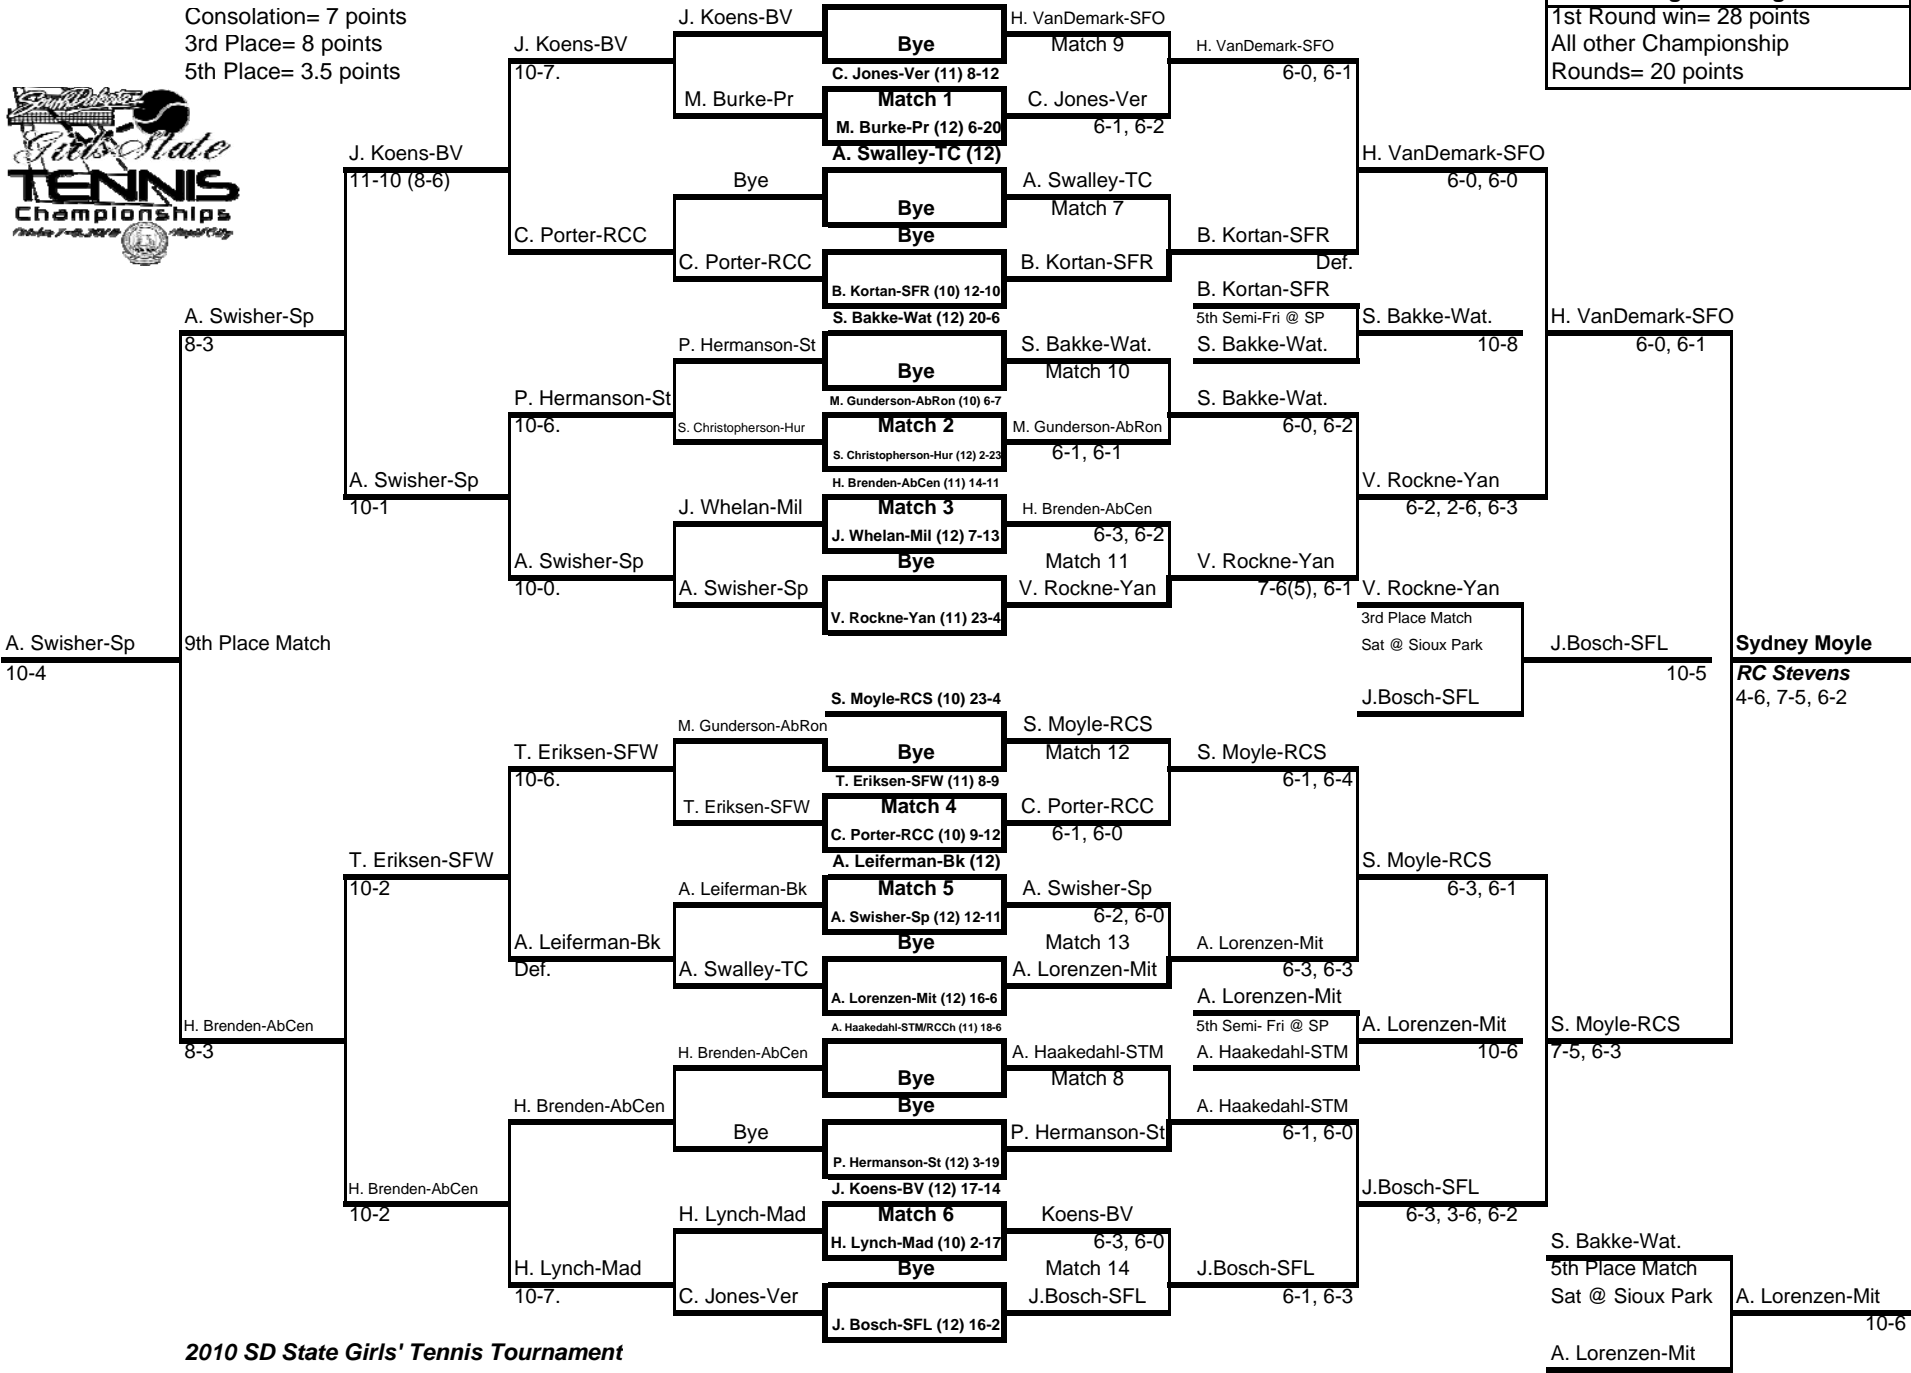 Consolation= 7 points
3rd Place= 8 points
5th Place= 3.5 points
1st Round win= 28 points
All other Championship
Rounds= 20 points
South Dakota
Girls State
TENNIS
Championships
A. Swisher-Sp
10-4
9th Place Match
A. Swisher-Sp
8-3
H. Brenden-AbCen
8-3
J. Koens-BV
11-10 (8-6)
A. Swisher-Sp
10-1
T. Eriksen-SFW
10-2
H. Brenden-AbCen
10-2
J. Koens-BV
10-7.
C. Porter-RCC
P. Hermanson-St
10-6.
A. Swisher-Sp
10-0.
T. Eriksen-SFW
10-6.
A. Leiferman-Bk
Def.
H. Brenden-AbCen
H. Lynch-Mad
10-7.
J. Koens-BV
M. Burke-Pr
Bye
C. Porter-RCC
P. Hermanson-St
S. Christopherson-Hur
J. Whelan-Mil
A. Swisher-Sp
M. Gunderson-AbRon
T. Eriksen-SFW
A. Leiferman-Bk
A. Swalley-TC
H. Brenden-AbCen
Bye
H. Lynch-Mad
C. Jones-Ver
Bye
C. Jones-Ver (11) 8-12
Match 1
M. Burke-Pr (12) 6-20
A. Swalley-TC (12)
Bye
Bye
B. Kortan-SFR (10) 12-10
S. Bakke-Wat (12) 20-6
Bye
M. Gunderson-AbRon (10) 6-7
Match 2
S. Christopherson-Hur (12) 2-23
H. Brenden-AbCen (11) 14-11
Match 3
J. Whelan-Mil (12) 7-13
Bye
V. Rockne-Yan (11) 23-4
S. Moyle-RCS (10) 23-4
Bye
T. Eriksen-SFW (11) 8-9
Match 4
C. Porter-RCC (10) 9-12
A. Leiferman-Bk (12)
Match 5
A. Swisher-Sp (12) 12-11
Bye
A. Lorenzen-Mit (12) 16-6
A. Haakedahl-STM/RCCh (11) 18-6
Bye
Bye
P. Hermanson-St (12) 3-19
J. Koens-BV (12) 17-14
Match 6
H. Lynch-Mad (10) 2-17
Bye
J. Bosch-SFL (12) 16-2
H. VanDemark-SFO
Match 9
C. Jones-Ver
6-1, 6-2
A. Swalley-TC
Match 7
B. Kortan-SFR
S. Bakke-Wat.
Match 10
M. Gunderson-AbRon
6-1, 6-1
H. Brenden-AbCen
6-3, 6-2
Match 11
V. Rockne-Yan
S. Moyle-RCS
Match 12
C. Porter-RCC
6-1, 6-0
A. Swisher-Sp
6-2, 6-0
Match 13
A. Lorenzen-Mit
A. Haakedahl-STM
Match 8
P. Hermanson-St
Koens-BV
6-3, 6-0
Match 14
J.Bosch-SFL
H. VanDemark-SFO
6-0, 6-1
B. Kortan-SFR
Def.
B. Kortan-SFR
5th Semi-Fri @ SP
S. Bakke-Wat.
S. Bakke-Wat.
6-0, 6-2
V. Rockne-Yan
7-6(5), 6-1
S. Moyle-RCS
6-1, 6-4
A. Lorenzen-Mit
6-3, 6-3
A. Lorenzen-Mit
5th Semi- Fri @ SP
A. Haakedahl-STM
A. Haakedahl-STM
6-1, 6-0
J.Bosch-SFL
6-1, 6-3
H. VanDemark-SFO
6-0, 6-0
S. Bakke-Wat.
10-8
V. Rockne-Yan
6-2, 2-6, 6-3
V. Rockne-Yan
3rd Place Match
Sat @ Sioux Park
J.Bosch-SFL
S. Moyle-RCS
6-3, 6-1
A. Lorenzen-Mit
10-6
J.Bosch-SFL
6-3, 3-6, 6-2
H. VanDemark-SFO
6-0, 6-1
J.Bosch-SFL
10-5
S. Moyle-RCS
7-5, 6-3
S. Bakke-Wat.
5th Place Match
Sat @ Sioux Park
A. Lorenzen-Mit
Sydney Moyle
RC Stevens
4-6, 7-5, 6-2
A. Lorenzen-Mit
10-6
2010 SD State Girls' Tennis Tournament